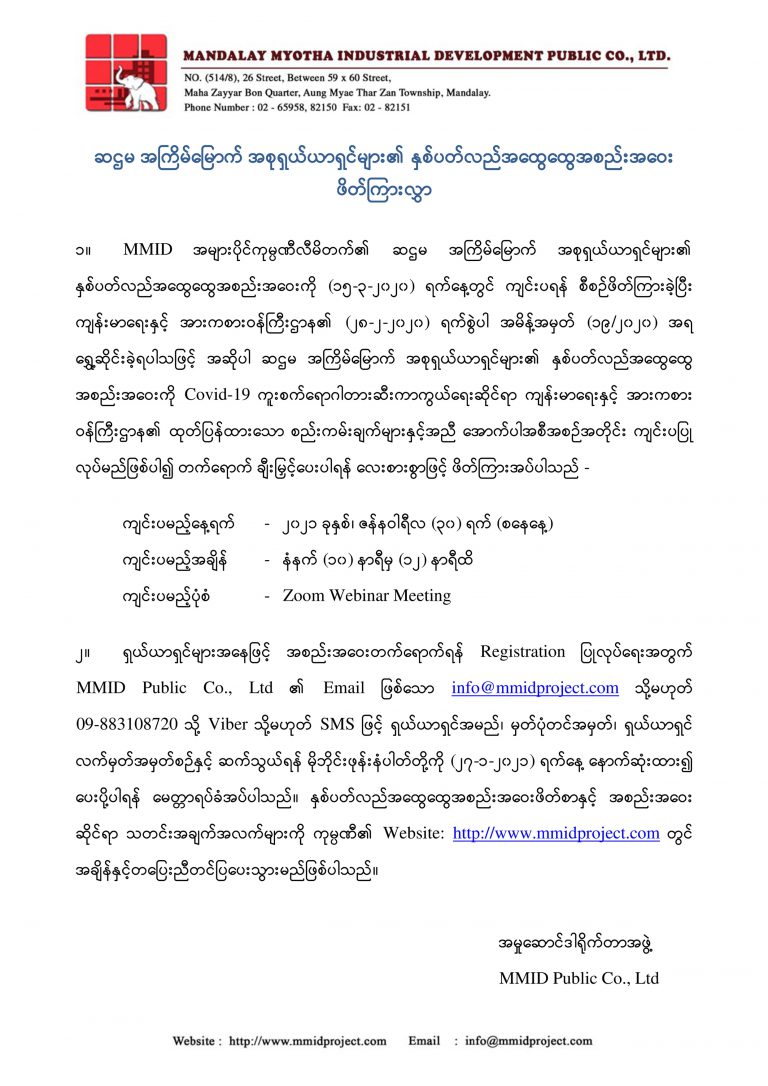 MANDALAY MYOTHA INDUSTRIAL DEVELOPMENT PUBLIC CO., LTD.
NO. (514/8), 26 Street, Between 59 x 60 Street,
Maha Zayyar Bon Quarter, Aung Myae Thar Zan Township, Mandalay.
Phone Number : 02 - 65958, 82150  Fax: 02 - 82151
ဆဌမ အကြိမ်မြောက် အစုရှယ်ယာရှင်များ၏ နှစ်ပတ်လည်အထွေထွေအစည်းအဝေး
ဖိတ်ကြားလွှာ
၁။ MMID အများပိုင်ကုမ္ပဏီလီမိတက်၏ ဆဌမ အကြိမ်မြောက် အစုရှယ်ယာရှင်များ၏
နှစ်ပတ်လည်အထွေထွေအစည်းအဝေးကို (၁၅-၃-၂၀၂၀) ရက်နေ့တွင် ကျင်းပရန် စီစဉ်ဖိတ်ကြားခဲ့ပြီး
ကျန်းမာရေးနှင့် အားကစားဝန်ကြီးဌာန၏ (၂၈-၂-၂၀၂၀) ရက်စွဲပါ အမိန့်အမှတ် (၁၉/၂၀၂၀) အရ
ရွှေ့ဆိုင်းခဲ့ရပါသဖြင့် အဆိုပါ ဆဌမ အကြိမ်မြောက် အစုရှယ်ယာရှင်များ၏ နှစ်ပတ်လည်အထွေထွေ
အစည်းအဝေးကို Covid-19 ကူးစက်ရောဂါတားဆီးကာကွယ်ရေးဆိုင်ရာ ကျန်းမာရေးနှင့် အားကစား
ဝန်ကြီးဌာန၏ ထုတ်ပြန်ထားသော စည်းကမ်းချက်များနှင့်အညီ အောက်ပါအစီအစဉ်အတိုင်း ကျင်းပပြု
လုပ်မည်ဖြစ်ပါ၍ တက်ရောက် ချီးမြှင့်ပေးပါရန် လေးစားစွာဖြင့် ဖိတ်ကြားအပ်ပါသည် -
ကျင်းပမည့်နေ့ရက် - ၂၀၂၁ ခုနှစ်၊ ဇန်နဝါရီလ (၃၀) ရက် (စနေနေ့)
ကျင်းပမည့်အချိန် - နံနက် (၁၀) နာရီမှ (၁၂) နာရီထိ
ကျင်းပမည့်ပုံစံ - Zoom Webinar Meeting
၂။ ရှယ်ယာရှင်များအနေဖြင့် အစည်းအဝေးတက်ရောက်ရန် Registration ပြုလုပ်ရေးအတွက်
MMID Public Co., Ltd ၏ Email ဖြစ်သော info@mmidproject.com သို့မဟုတ်
09-883108720 သို့ Viber သို့မဟုတ် SMS ဖြင့် ရှယ်ယာရှင်အမည်၊ မှတ်ပုံတင်အမှတ်၊ ရှယ်ယာရှင်
လက်မှတ်အမှတ်စဉ်နှင့် ဆက်သွယ်ရန် မိုဘိုင်းဖုန်းနံပါတ်တို့ကို (၂၇-၁-၂၀၂၁) ရက်နေ့ နောက်ဆုံးထား၍
ပေးပို့ပါရန် မေတ္တာရပ်ခံအပ်ပါသည်။ နှစ်ပတ်လည်အထွေထွေအစည်းအဝေးဖိတ်စာနှင့် အစည်းအဝေး
ဆိုင်ရာ သတင်းအချက်အလက်များကို ကုမ္ပဏီ၏ Website: http://www.mmidproject.com တွင်
အချိန်နှင့်တပြေးညီတင်ပြပေးသွားမည်ဖြစ်ပါသည်။
အမှုဆောင်ဒါရိုက်တာအဖွဲ့
MMID Public Co., Ltd
Website : http://www.mmidproject.com Email : info@mmidproject.com